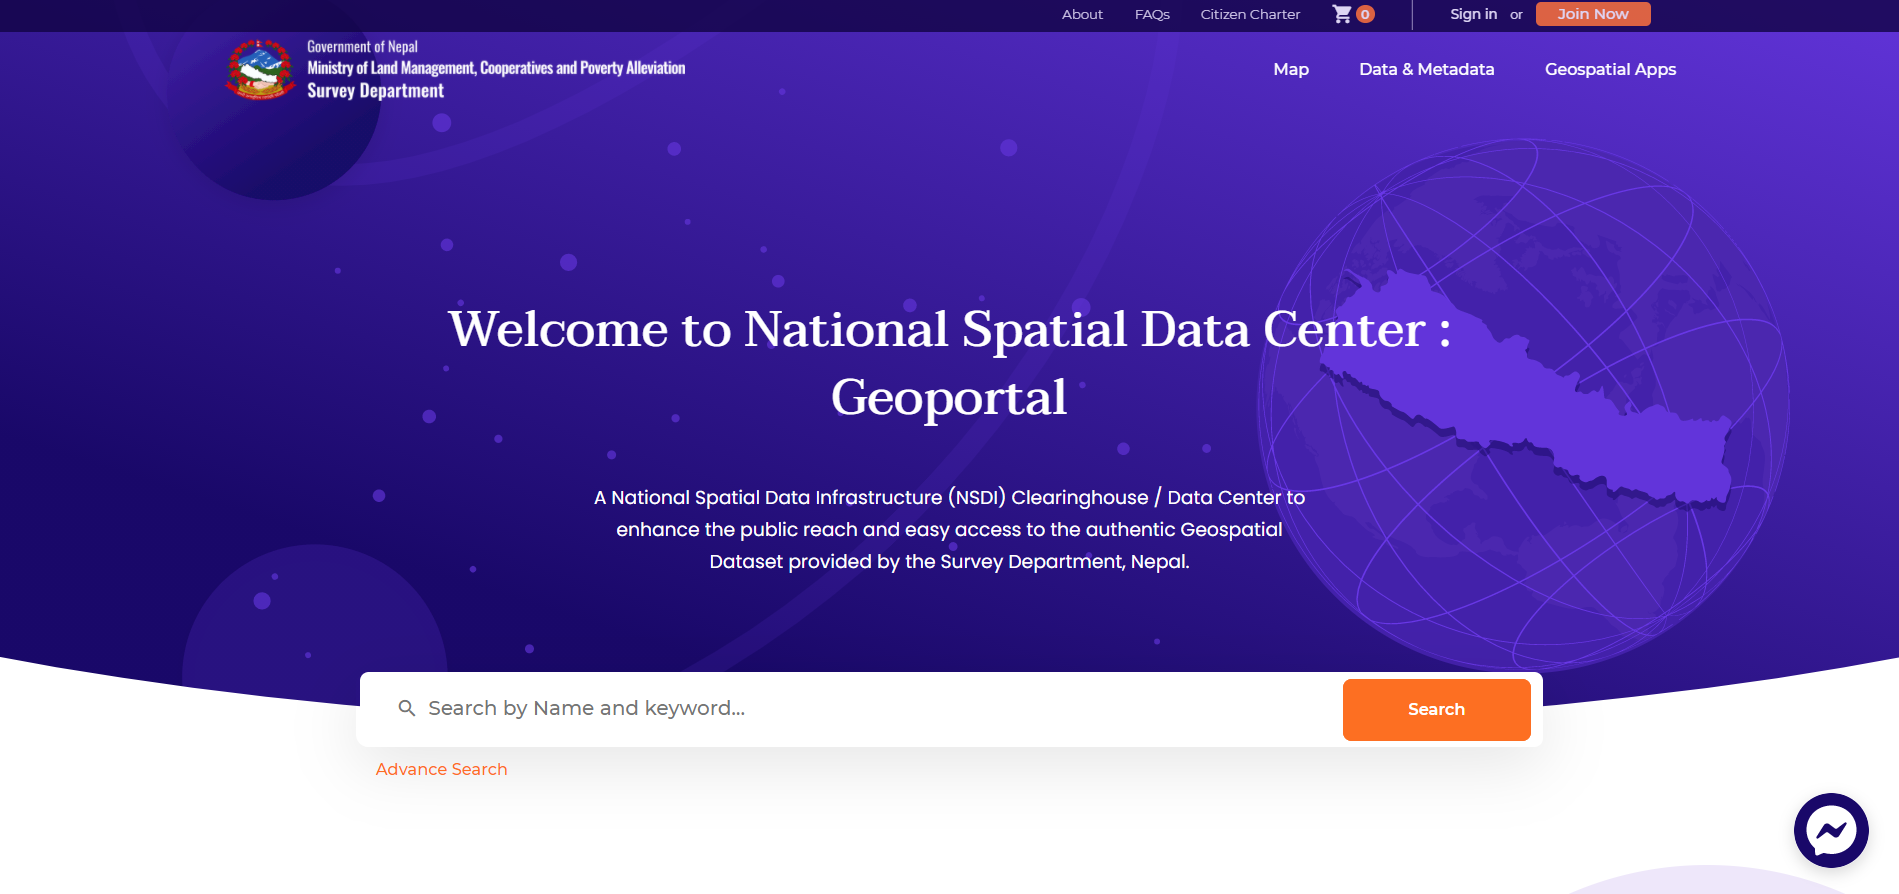 About FAQs Citizen Charter 0 Sign in or Join Now
Government of Nepal
Ministry of Land Management, Cooperatives and Poverty Alleviation
Survey Department
Map Data & Metadata Geospatial Apps
Welcome to National Spatial Data Center :
Geoportal
A National Spatial Data Infrastructure (NSDI) Clearinghouse / Data Center to
enhance the public reach and easy access to the authentic Geospatial
Dataset provided by the Survey Department, Nepal.
Search by Name and keyword...
Search
Advance Search